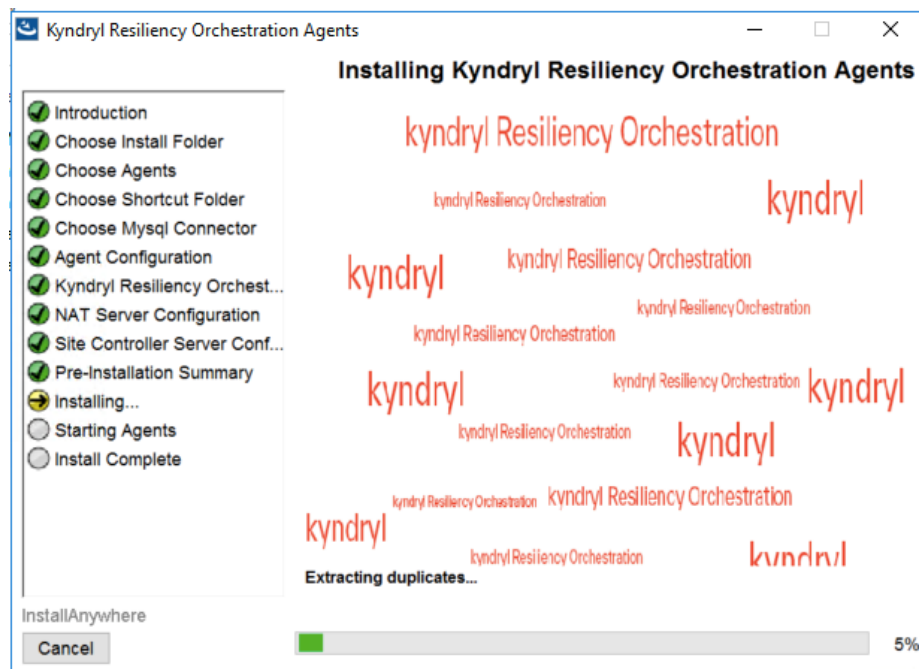 Kyndryl Resiliency Orchestration Agents
Installing Kyndryl Resiliency Orchestration Agents
Introduction
Choose Install Folder
Choose Agents
Choose Shortcut Folder
Choose Mysql Connector
Agent Configuration
Kyndryl Resiliency Orchest...
NAT Server Configuration
Site Controller Server Conf...
Pre-Installation Summary
Installing...
Starting Agents
Install Complete
kyndryl Resiliency Orchestration
kyndryl Resiliency Orchestration
kyndryl
kyndryl
kyndryl Resiliency Orchestration
kyndryl Resiliency Orchestration
kyndryl Resiliency Orchestration
kyndryl
kyndryl Resiliency Orchestration
kyndryl
kyndryl Resiliency Orchestration
kyndryl
kyndryl Resiliency Orchestration
kyndryl Resiliency Orchestration
kyndryl
kyndryl Resiliency Orchestration
kyndryl
Extracting duplicates...
InstallAnywhere
Cancel
5%